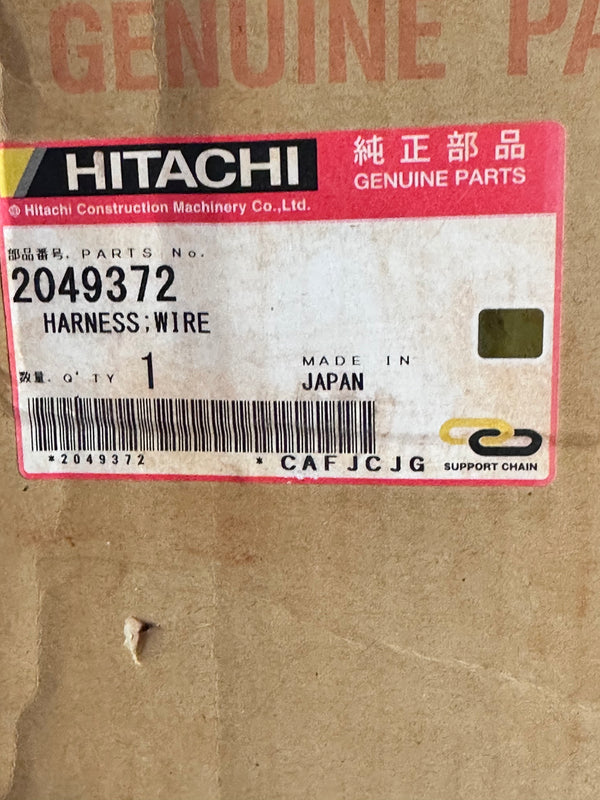 GENUINE PA
HITACHI
純正部品
GENUINE PARTS
Hitachi Construction Machinery Co.,Ltd.
部品番号. PARTS No.
2049372
HARNESS;WIRE
数量. Q'TY 1
MADE IN
JAPAN
*2049372 * CAFJCJG
SUPPORT CHAIN